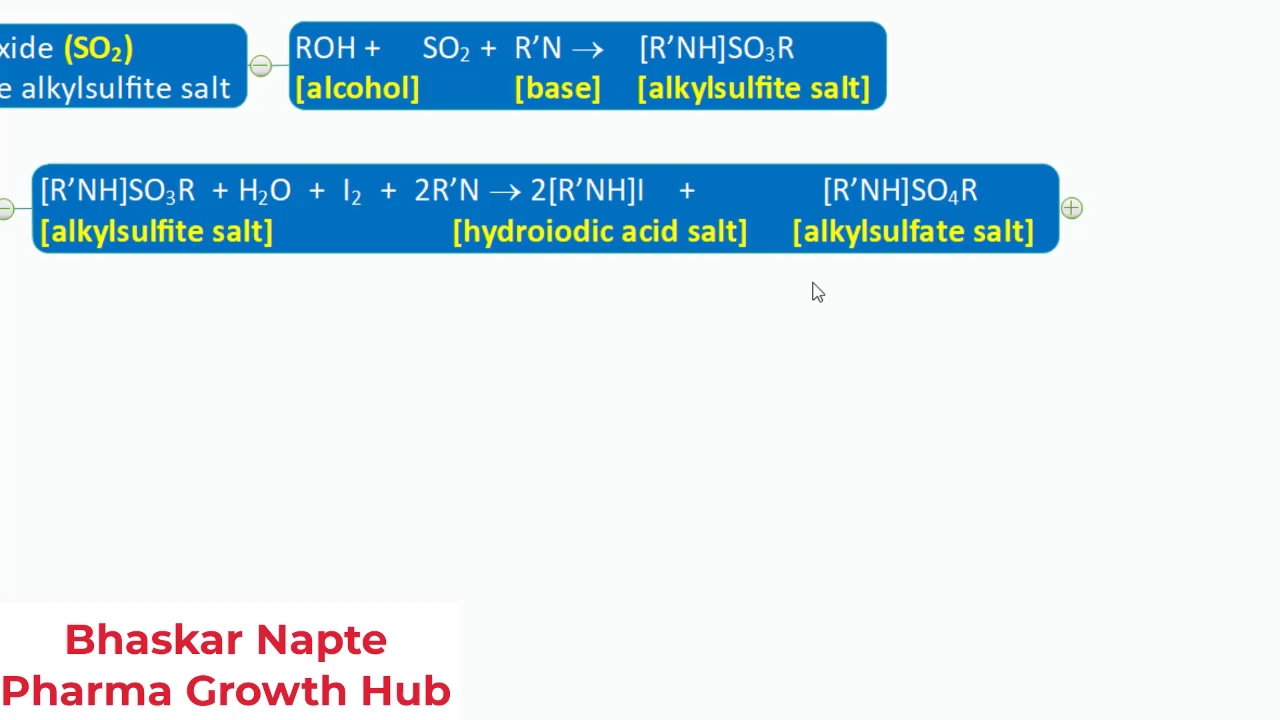 xide (SO₂)
e alkylsulfite salt
ROH + SO₂ + R’N → [R’NH]SO₃R
[alcohol] [base] [alkylsulfite salt]
[R’NH]SO₃R + H₂O + I₂ + 2R’N → 2[R’NH]I + [R’NH]SO₄R
[alkylsulfite salt] [hydroiodic acid salt] [alkylsulfate salt]
Bhaskar Napte
Pharma Growth Hub